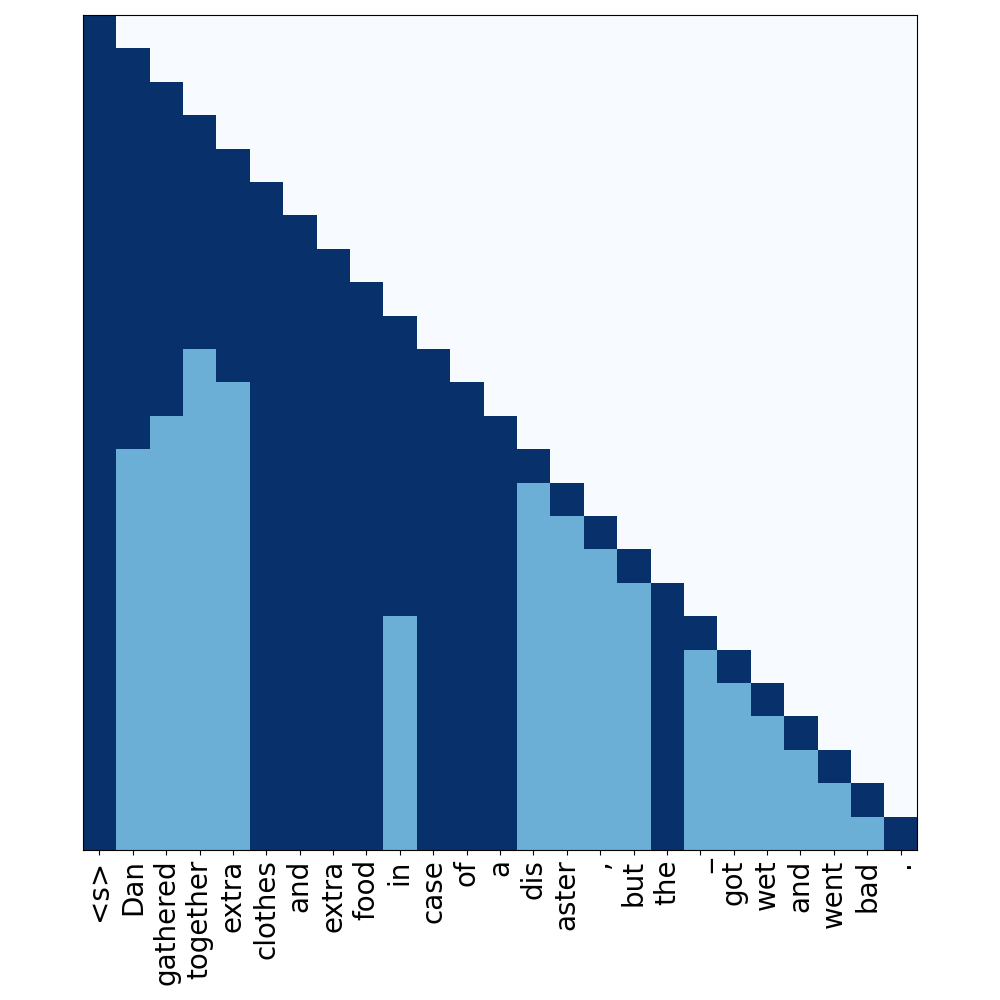 <s> Dan gathered together extra clothes and extra food in case of a dis aster , but the _ got wet and went bad .